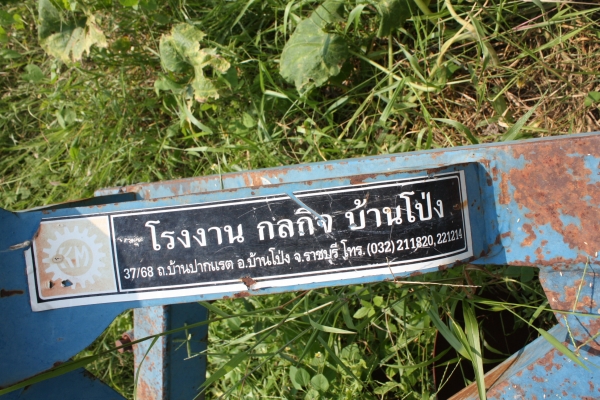 โรงงาน กลกิจ บ้านโป่ง
37/68 ถ.บ้านปากแรต อ.บ้านโป่ง จ.ราชบุรี โทร.(032) 211820, 221214